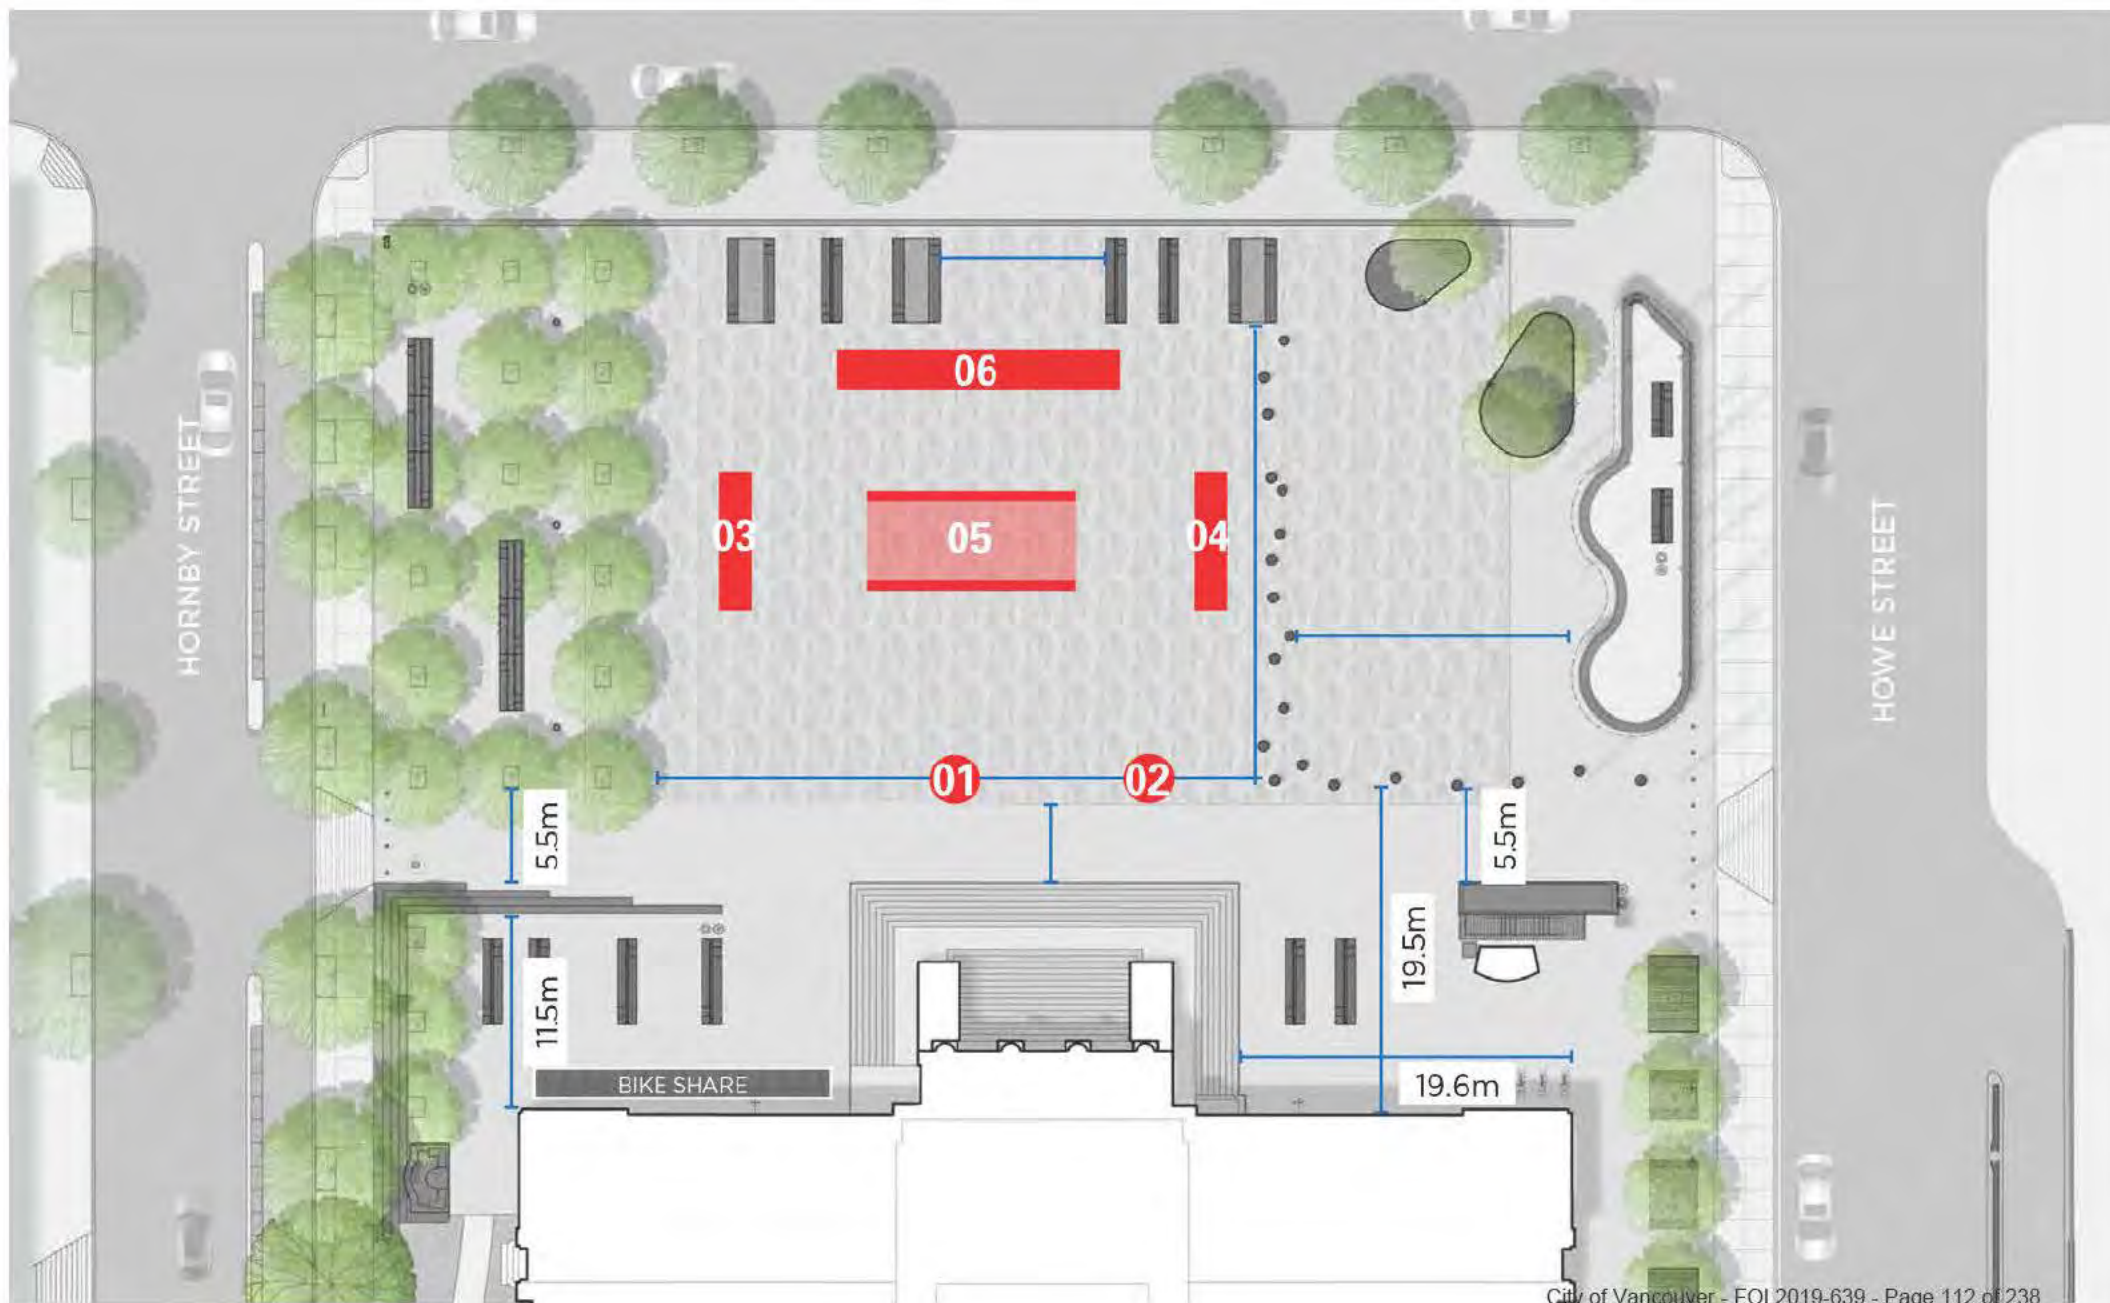 06
03
05
04
HORNBY STREET
HOWE STREET
01
02
5.5m
5.5m
19.5m
11.5m
BIKE SHARE
19.6m
City of Vancouver - FOI 2019-639 - Page 112 of 238